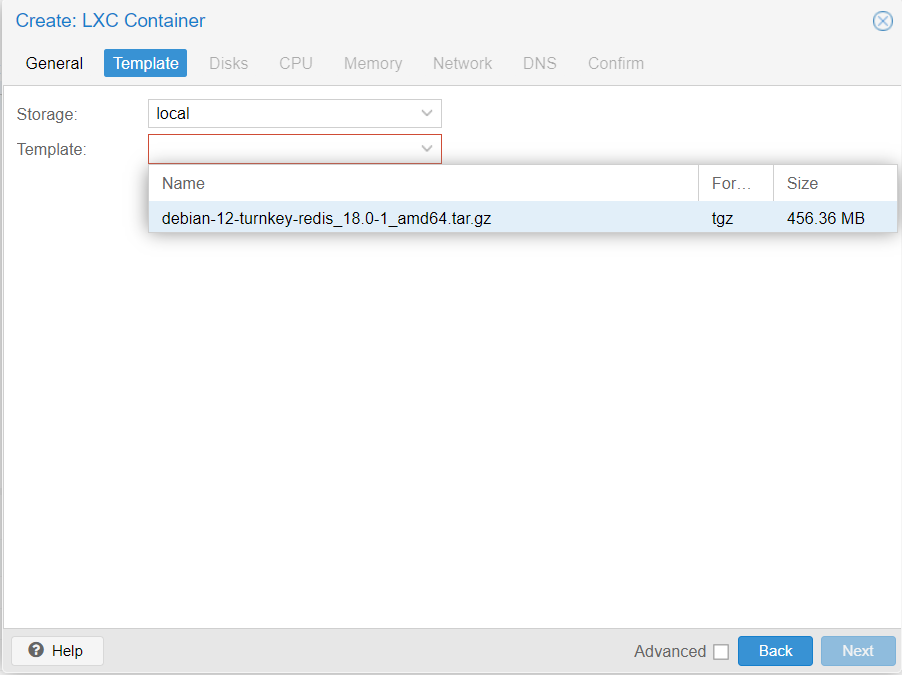 Create: LXC Container
General Template Disks CPU Memory Network DNS Confirm
Storage: local
Template:
Name For... Size
debian-12-turnkey-redis_18.0-1_amd64.tar.gz tgz 456.36 MB
? Help Advanced Back Next